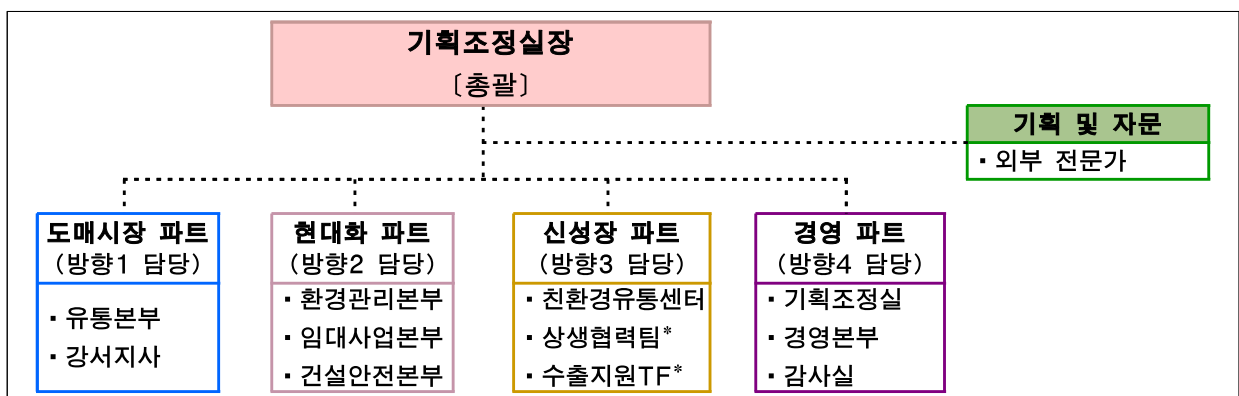 기획조정실장
〔총괄〕
기획 및 자문
▪ 외부 전문가
도매시장 파트
(방향1 담당)
▪ 유통본부
▪ 강서지사
현대화 파트
(방향2 담당)
▪ 환경관리본부
▪ 임대사업본부
▪ 건설안전본부
신성장 파트
(방향3 담당)
▪ 친환경유통센터
▪ 상생협력팀*
▪ 수출지원TF*
경영 파트
(방향4 담당)
▪ 기획조정실
▪ 경영본부
▪ 감사실